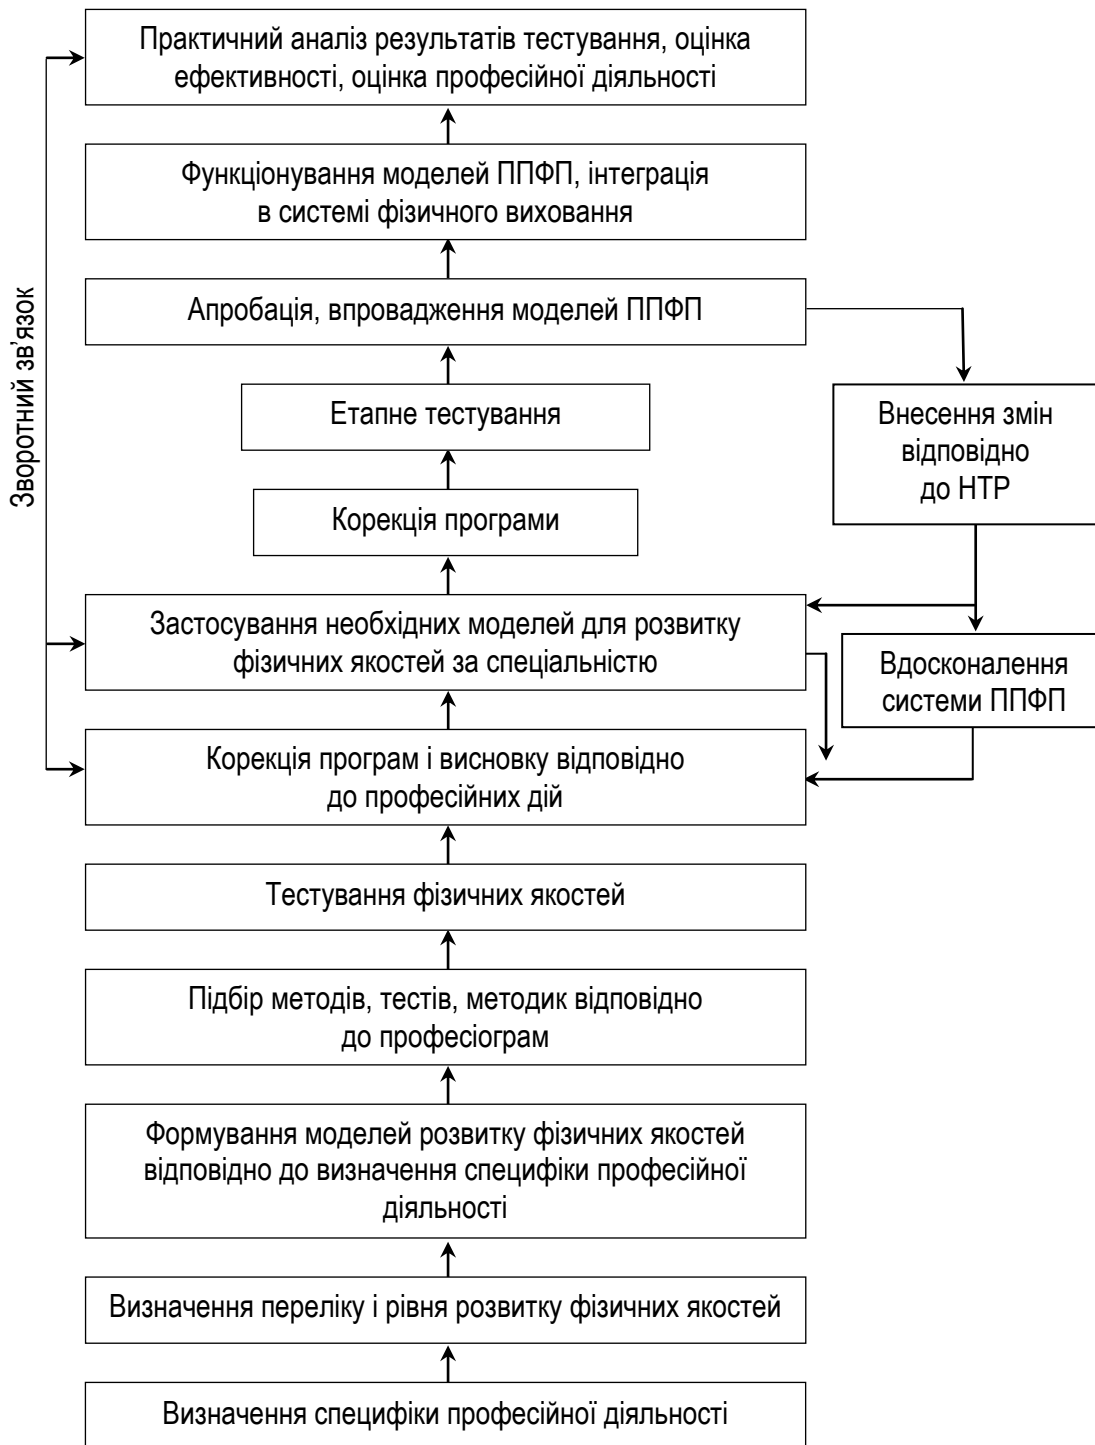 Практичний аналіз результатів тестування, оцінка
ефективності, оцінка професійної діяльності
Функціонування моделей ППФП, інтеграція
в системі фізичного виховання
Апробація, впровадження моделей ППФП
Зворотний зв’язок
Етапне тестування
Внесення змін
відповідно
до НТР
Корекція програми
Застосування необхідних моделей для розвитку
фізичних якостей за спеціальністю
Вдосконалення
системи ППФП
Корекція програм і висновку відповідно
до професійних дій
Тестування фізичних якостей
Підбір методів, тестів, методик відповідно
до професіограм
Формування моделей розвитку фізичних якостей
відповідно до визначення специфіки професійної
діяльності
Визначення переліку і рівня розвитку фізичних якостей
Визначення специфіки професійної діяльності